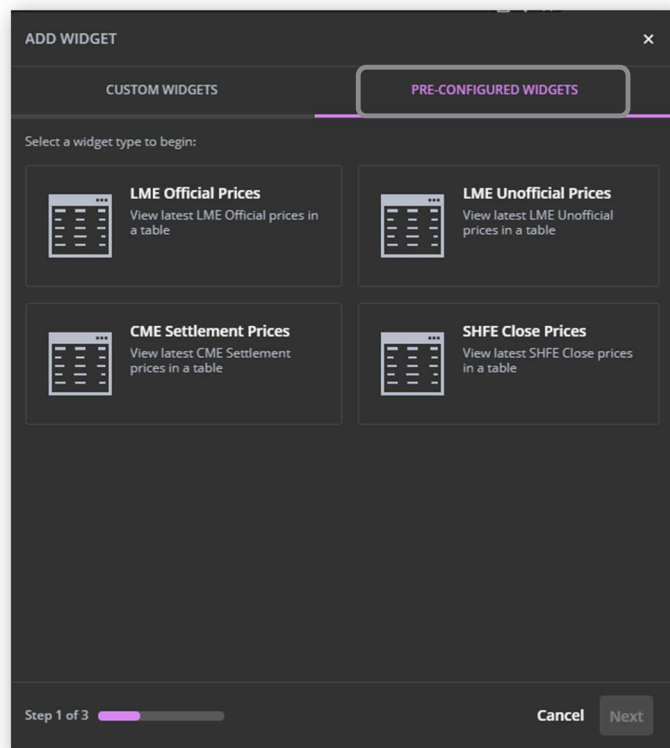 ADD WIDGET
CUSTOM WIDGETS
PRE-CONFIGURED WIDGETS
Select a widget type to begin:
LME Official Prices
View latest LME Official prices in
a table
LME Unofficial Prices
View latest LME Unofficial
prices in a table
CME Settlement Prices
View latest CME Settlement
prices in a table
SHFE Close Prices
View latest SHFE Close prices
in a table
Step 1 of 3
Cancel
Next